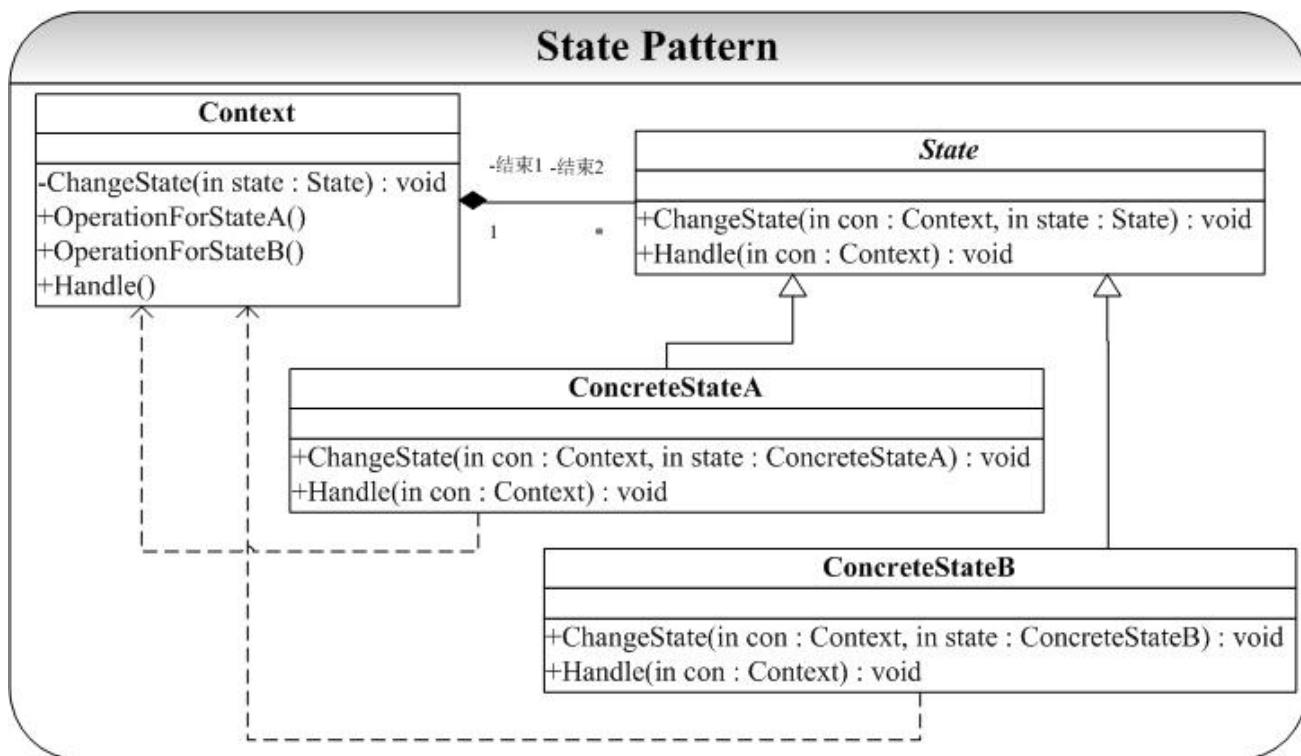 State Pattern
Context
-ChangeState(in state : State) : void
+OperationForStateA()
+OperationForStateB()
+Handle()
-结束1 -结束2
1 *
State
+ChangeState(in con : Context, in state : State) : void
+Handle(in con : Context) : void
ConcreteStateA
+ChangeState(in con : Context, in state : ConcreteStateA) : void
+Handle(in con : Context) : void
ConcreteStateB
+ChangeState(in con : Context, in state : ConcreteStateB) : void
+Handle(in con : Context) : void